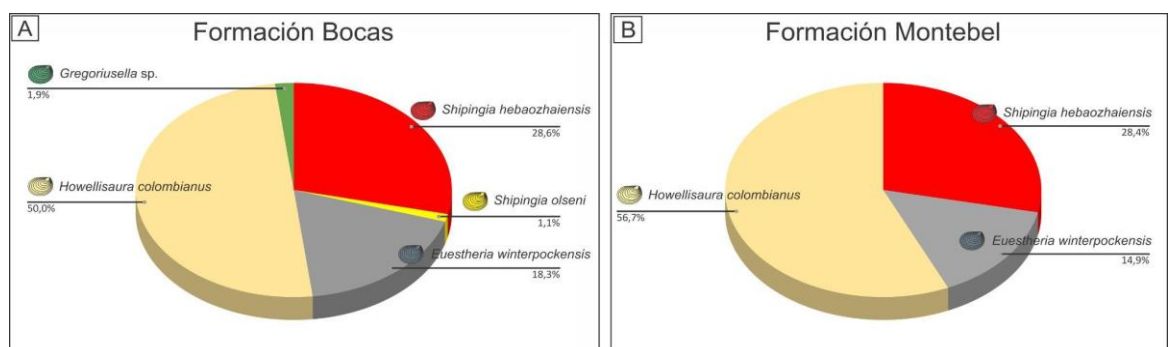 A
Formación Bocas
Gregoriusella sp.
1,9%
Shipingia hebaozhaiensis
28,6%
Howellisaura colombianus
50,0%
Shipingia olseni
1,1%
Euestheria winterpockensis
18,3%
B
Formación Montebel
Shipingia hebaozhaiensis
28,4%
Howellisaura colombianus
56,7%
Euestheria winterpockensis
14,9%